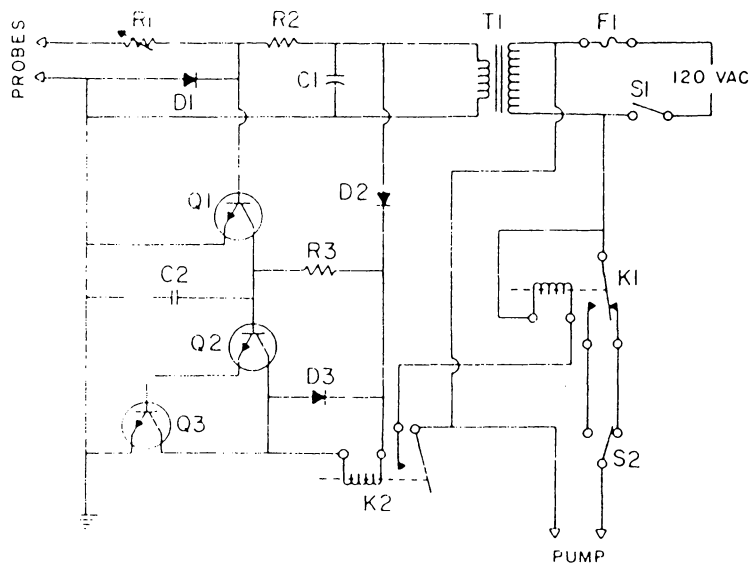 PROBES
R1
R2
T1
F1
C1
D1
S1
120 VAC
Q1
D2
R3
C2
K1
Q2
D3
Q3
S2
K2
PUMP